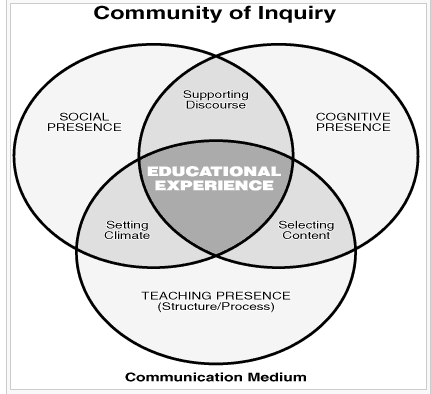 Community of Inquiry
Supporting
Discourse
SOCIAL
PRESENCE
COGNITIVE
PRESENCE
EDUCATIONAL
EXPERIENCE
Setting
Climate
Selecting
Content
TEACHING PRESENCE
(Structure/Process)
Communication Medium